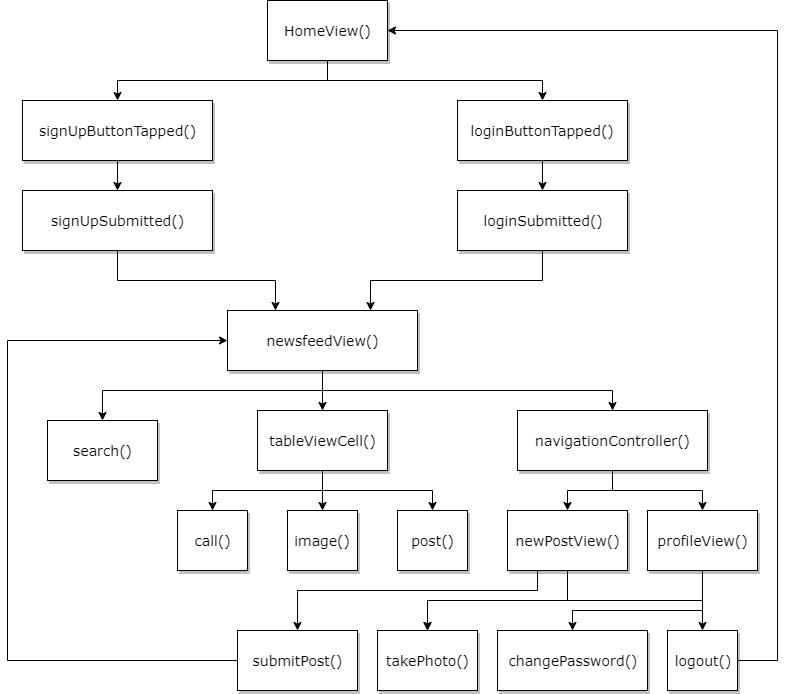 HomeView()
signUpButtonTapped()
loginButtonTapped()
signUpSubmitted()
loginSubmitted()
newsfeedView()
search()
tableViewCell()
navigationController()
call()
image()
post()
newPostView()
profileView()
submitPost()
takePhoto()
changePassword()
logout()